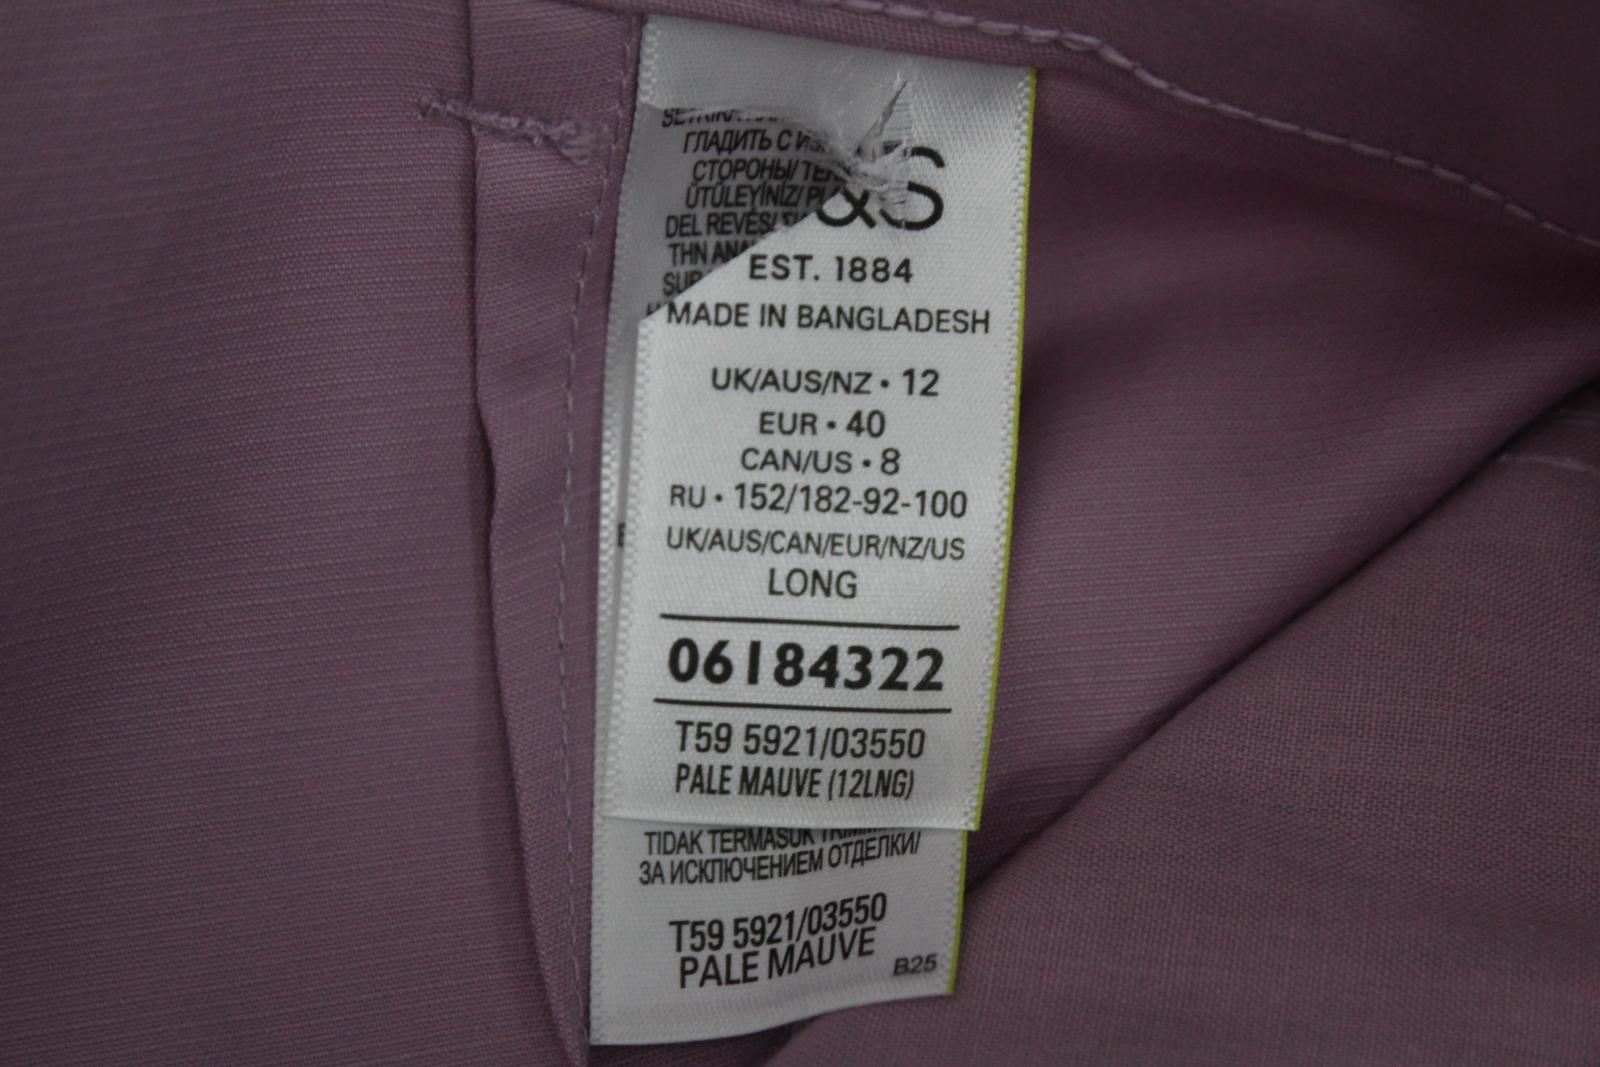 ГЛАДИТЬ С ИЗ
СТОРОНЫ/
ÜTÜLEYİNİZ/
DEL REVÉS/
THN
&S
EST. 1884
MADE IN BANGLADESH
UK/AUS/NZ • 12
EUR • 40
CAN/US • 8
RU • 152/182-92-100
UK/AUS/CAN/EUR/NZ/US
LONG
06184322
T59 5921/03550
PALE MAUVE (12LNG)
TIDAK TERMASUK
ЗА ИСКЛЮЧЕНИЕМ ОТДЕЛКИ/
T59 5921/03550
PALE MAUVE
B25